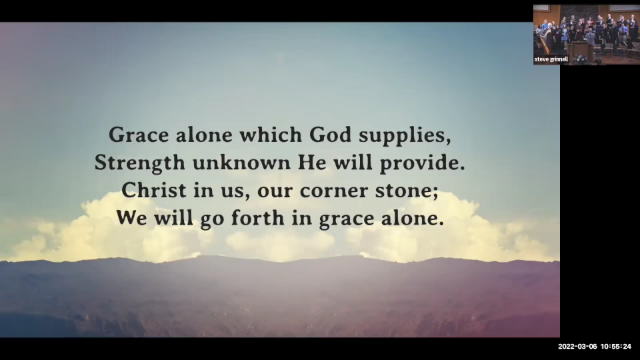 steve grinnell
Grace alone which God supplies,
Strength unknown He will provide.
Christ in us, our corner stone;
We will go forth in grace alone.
2022-03-06 10:55:24